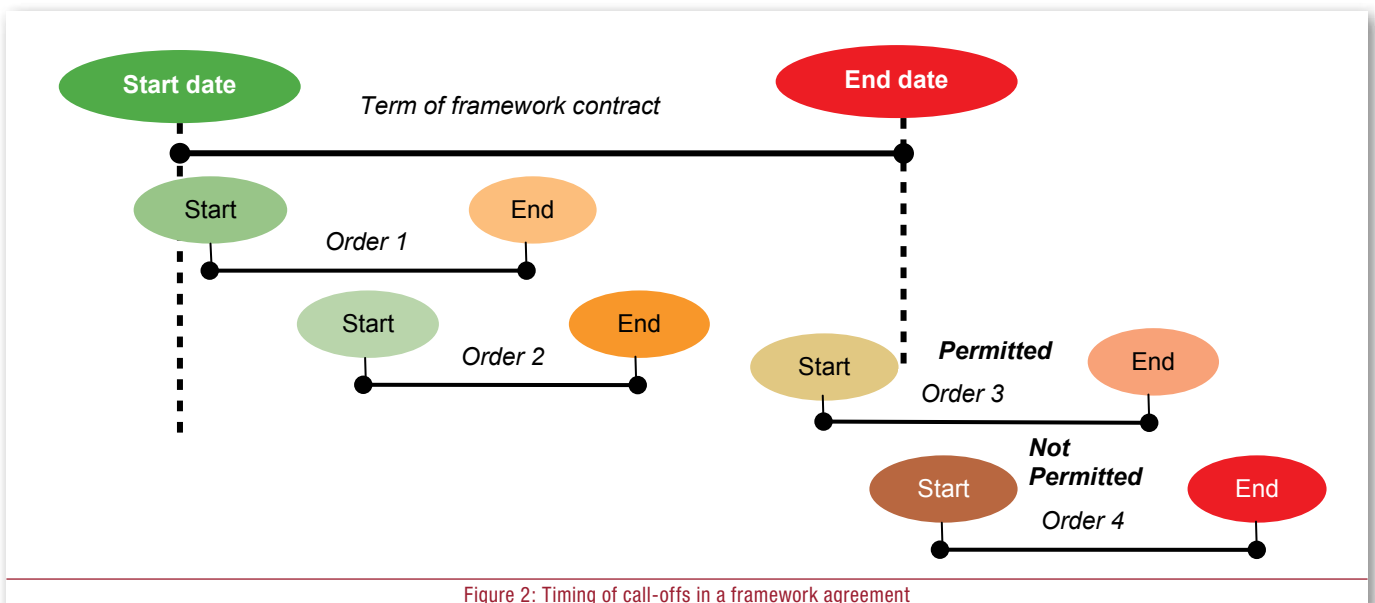 Start date
End date
Term of framework contract
Start
End
Order 1
Start
End
Order 2
Start
Permitted
End
Order 3
Not
Permitted
Start
End
Order 4
Figure 2: Timing of call-offs in a framework agreement